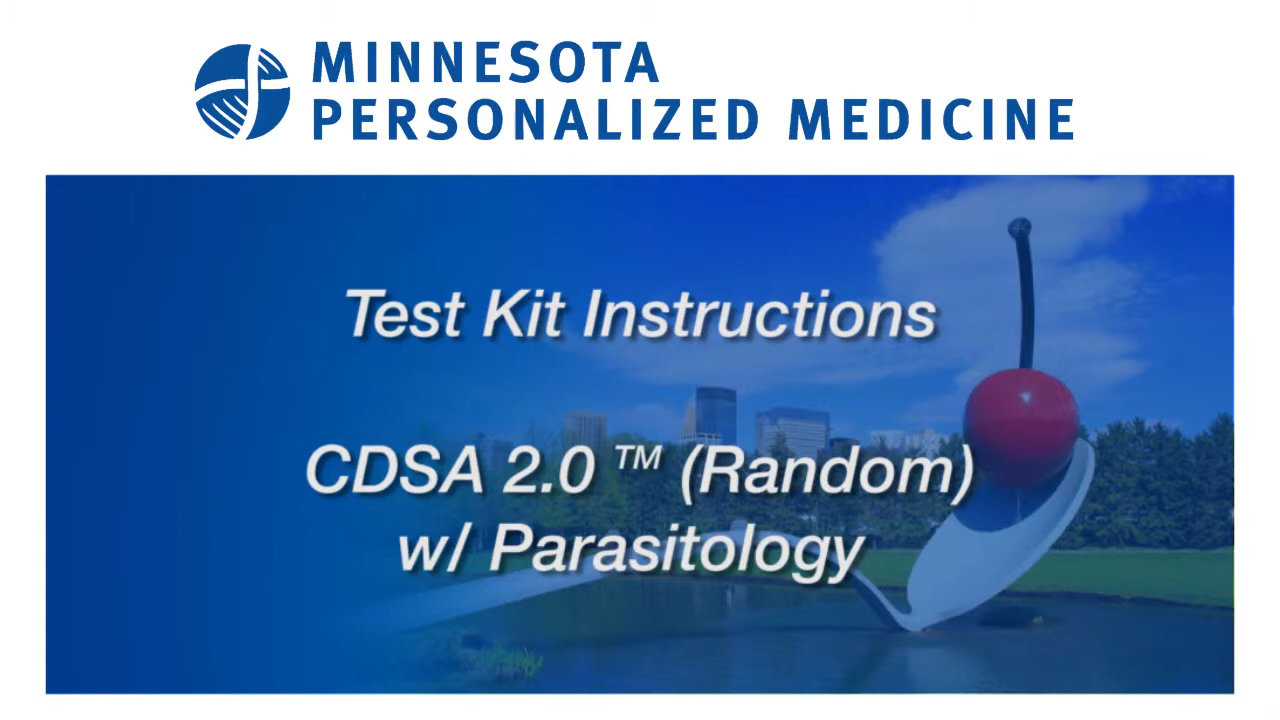 MINNESOTA
PERSONALIZED MEDICINE
Test Kit Instructions
CDSA 2.0 ™ (Random)
w/ Parasitology